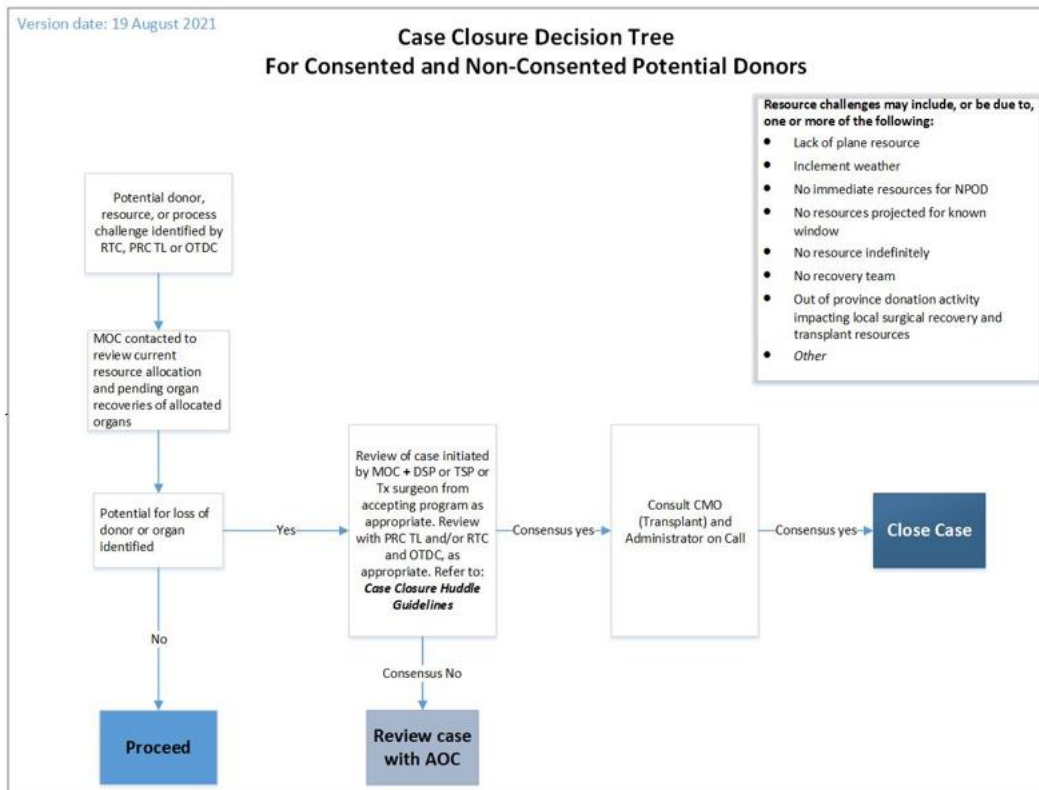 Version date: 19 August 2021
Case Closure Decision Tree
For Consented and Non-Consented Potential Donors
Resource challenges may include, or be due to,
one or more of the following:
• Lack of plane resource
• Inclement weather
• No immediate resources for NPOD
• No resources projected for known
window
• No resource indefinitely
• No recovery team
• Out of province donation activity
impacting local surgical recovery and
transplant resources
• Other
Potential donor,
resource, or process
challenge identified by
RTC, PRC TL or OTDC
MOC contacted to
review current
resource allocation
and pending organ
recoveries of allocated
organs
Potential for loss of
donor or organ
identified
Yes
Review of case initiated
by MOC + DSP or TSP or
Tx surgeon from
accepting program as
appropriate. Review
with PRC TL and/or RTC
and OTDC, as
appropriate. Refer to:
Case Closure Huddle
Guidelines
Consensus yes
Consult CMO
(Transplant) and
Administrator on Call
Consensus yes
Close Case
No
Consensus No
Proceed
Review case
with AOC